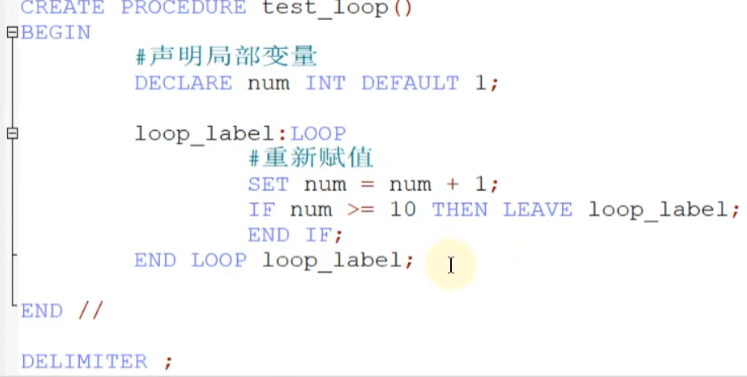 CREATE PROCEDURE test_loop()
BEGIN
#声明局部变量
DECLARE num INT DEFAULT 1;
loop_label:LOOP
#重新赋值
SET num = num + 1;
IF num >= 10 THEN LEAVE loop_label;
END IF;
END LOOP loop_label;
END //
DELIMITER ;